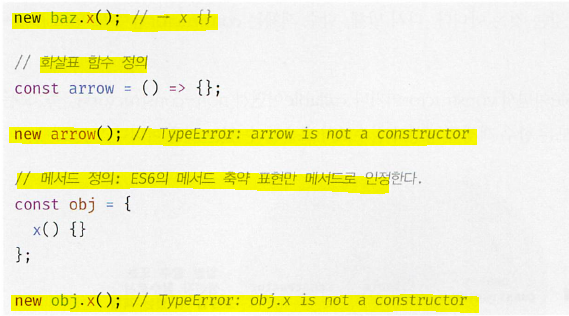 new baz.x(); // → x {}
// 화살표 함수 정의
const arrow = () => {};
new arrow(); // TypeError: arrow is not a constructor
// 메서드 정의: ES6의 메서드 축약 표현만 메서드로 인정한다.
const obj = {
  x() {}
};
new obj.x(); // TypeError: obj.x is not a constructor